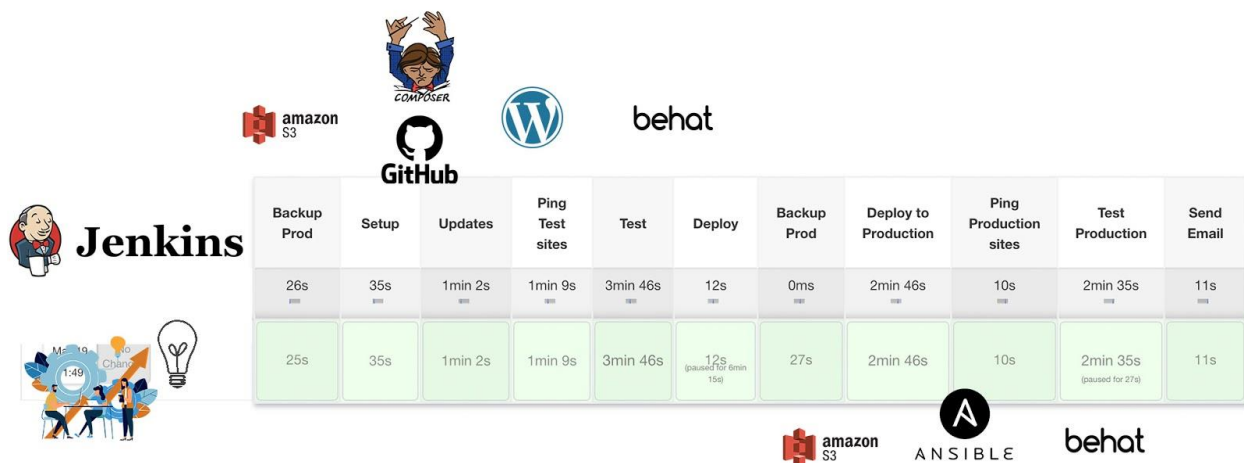 COMPOSER
amazon
S3
GitHub
behat
Jenkins
Backup
Prod
Setup
Updates
Ping
Test
sites
Test
Deploy
Backup
Prod
Deploy to
Production
Ping
Production
sites
Test
Production
Send
Email
26s
35s
1min 2s
1min 9s
3min 46s
12s
0ms
2min 46s
10s
2min 35s
11s
1:49
25s
35s
1min 2s
1min 9s
3min 46s
12s
(paused for 6min
15s)
27s
2min 46s
10s
2min 35s
(paused for 27s)
11s
amazon
S3
ANSIBLE
behat